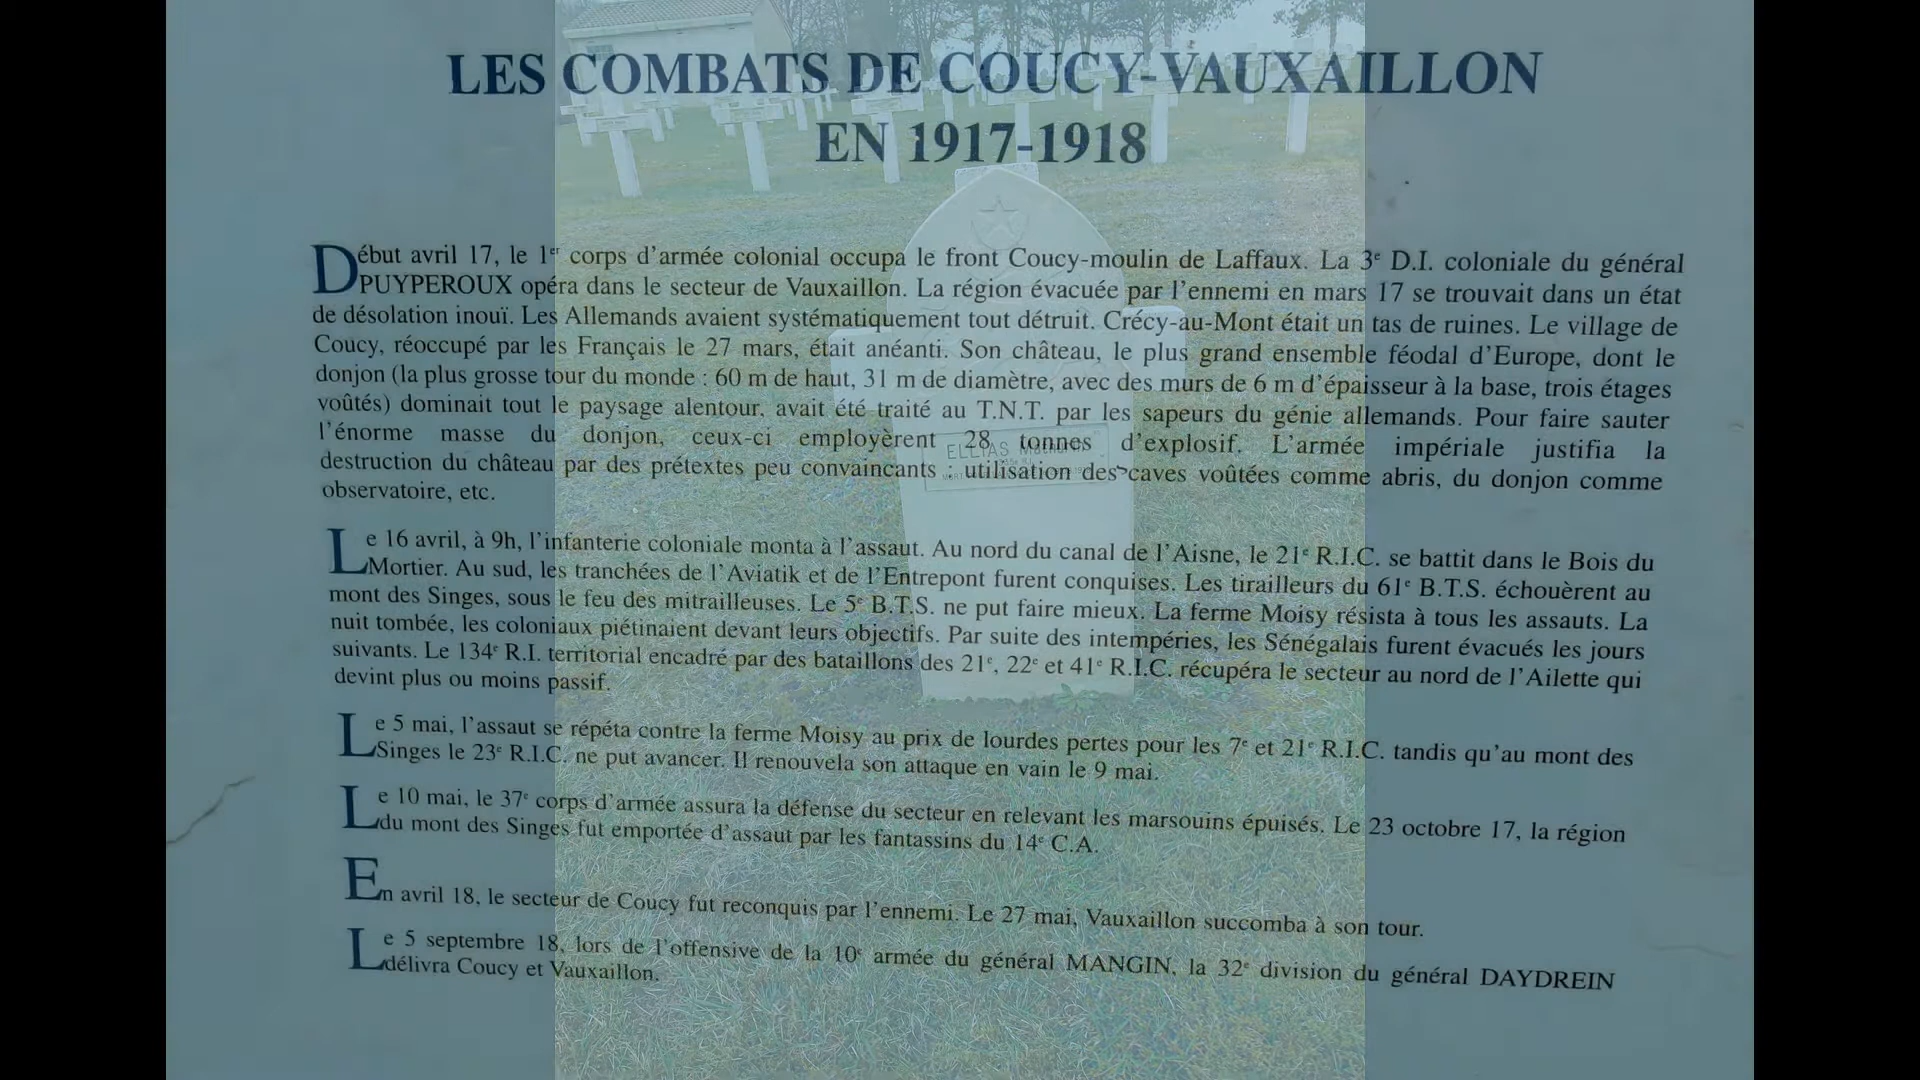 LES COMBATS DE COUCY-VAUXAILLON
EN 1917-1918
Début avril 17, le 1er corps d'armée colonial occupa le front Coucy-moulin de Laffaux. La 3e D.I. coloniale du général
PUYPEROUX opéra dans le secteur de Vauxaillon. La région évacuée par l'ennemi en mars 17 se trouvait dans un état
de désolation inouï. Les Allemands avaient systématiquement tout détruit. Crécy-au-Mont était un tas de ruines. Le village de
Coucy, réoccupé par les Français le 27 mars, était anéanti. Son château, le plus grand ensemble féodal d'Europe, dont le
donjon (la plus grosse tour du monde : 60 m de haut, 31 m de diamètre, avec des murs de 6 m d'épaisseur à la base, trois étages
voûtés) dominait tout le paysage alentour, avait été traité au T.N.T. par les sapeurs du génie allemands. Pour faire sauter
l'énorme masse du donjon, ceux-ci employèrent 28 tonnes d'explosif. L'armée impériale justifia la
destruction du château par des prétextes peu convaincants : utilisation des caves voûtées comme abris, du donjon comme
observatoire, etc.
Le 16 avril, à 9h, l'infanterie coloniale monta à l'assaut. Au nord du canal de l'Aisne, le 21e R.I.C. se battit dans le Bois du
Mortier. Au sud, les tranchées de l'Aviatik et de l'Entrepont furent conquises. Les tirailleurs du 61e B.T.S. échouèrent au
mont des Singes, sous le feu des mitrailleuses. Le 5e B.T.S. ne put faire mieux. La ferme Moisy résista à tous les assauts. La
nuit tombée, les coloniaux piétinaient devant leurs objectifs. Par suite des intempéries, les Sénégalais furent évacués les jours
suivants. Le 134e R.I. territorial encadré par des bataillons des 21e, 22e et 41e R.I.C. récupéra le secteur au nord de l'Ailette qui
devint plus ou moins passif.
Le 5 mai, l'assaut se répéta contre la ferme Moisy au prix de lourdes pertes pour les 7e et 21e R.I.C. tandis qu'au mont des
Singes le 23e R.I.C. ne put avancer. Il renouvela son attaque en vain le 9 mai.
Le 10 mai, le 37e corps d'armée assura la défense du secteur en relevant les marsouins épuisés. Le 23 octobre 17, la région
du mont des Singes fut emportée d'assaut par les fantassins du 14e C.A.
En avril 18, le secteur de Coucy fut reconquis par l'ennemi. Le 27 mai, Vauxaillon succomba à son tour.
Le 5 septembre 18, lors de l'offensive de la 10e armée du général MANGIN, la 32e division du général DAYDREIN
délivra Coucy et Vauxaillon.